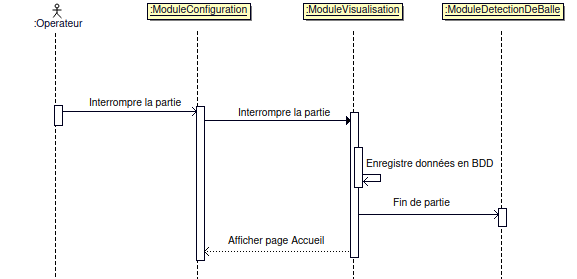 :Operateur
:ModuleConfiguration
:ModuleVisualisation
:ModuleDetectionDeBalle
Interrompre la partie
Interrompre la partie
Enregistre données en BDD
Fin de partie
Afficher page Accueil